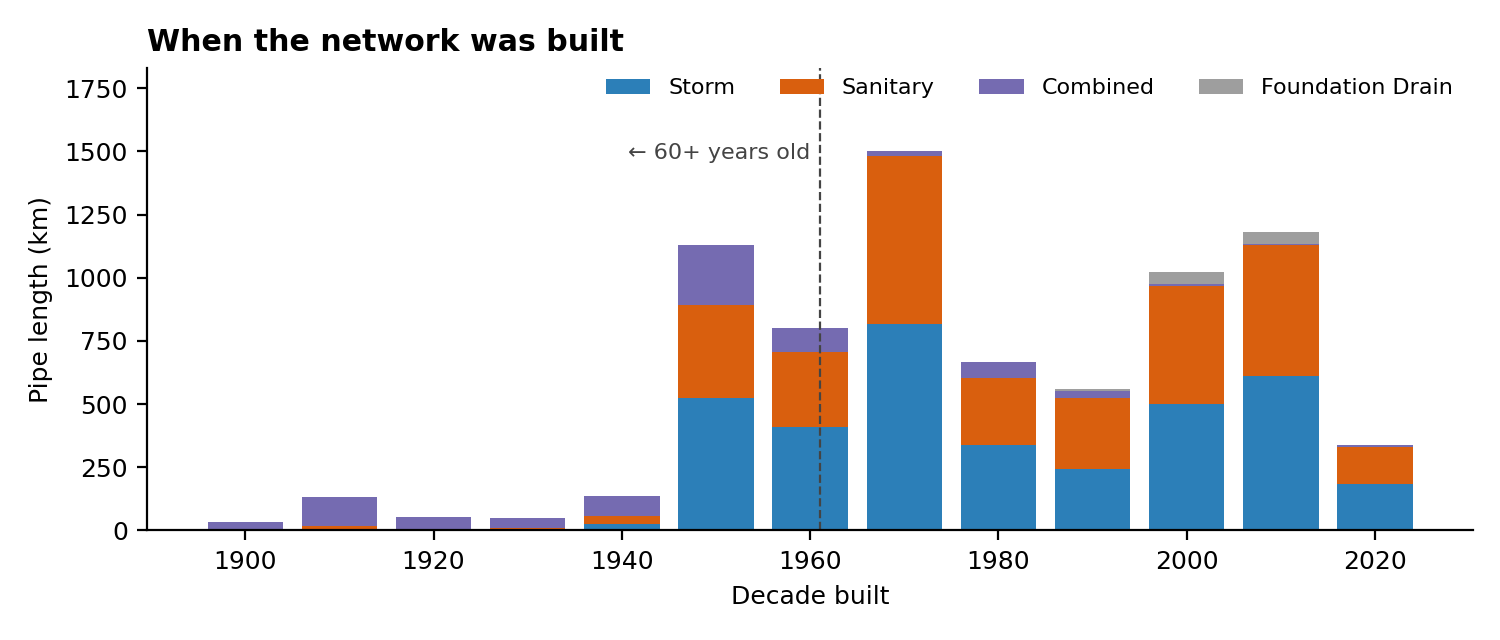 When the network was built
Storm Sanitary Combined Foundation Drain
← 60+ years old
Pipe length (km)
1750
1500
1250
1000
750
500
250
0
1900 1920 1940 1960 1980 2000 2020
Decade built